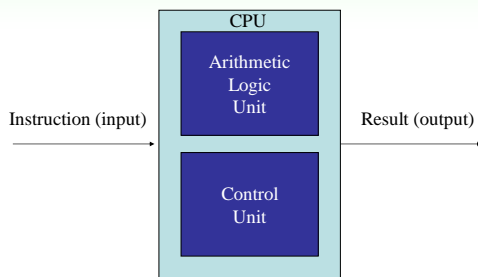 CPU
Arithmetic
Logic
Unit
Instruction (input)
Result (output)
Control
Unit